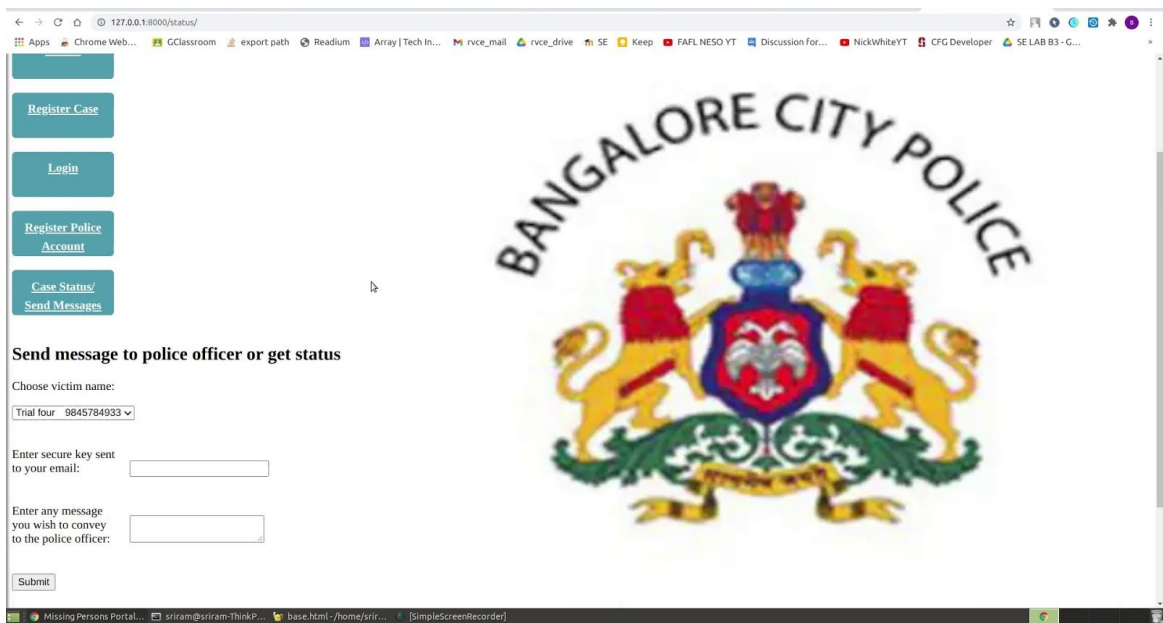 127.0.0.1:8000/status/
Apps Chrome Web... GClassroom export path Readium Array | Tech In... rvce_mail rvce_drive SE Keep FAFL NESO YT Discussion for... NickWhiteYT CFG Developer SE LAB B3 - G... »
Register Case
Login
Register Police
Account
Case Status/
Send Messages
BANGALORE CITY POLICE
Send message to police officer or get status
Choose victim name:
Trial four 9845784933
Enter secure key sent
to your email:
Enter any message
you wish to convey
to the police officer:
Submit
Missing Persons Portal... sriram@sriram-ThinkP... base.html - /home/srir... [SimpleScreenRecorder]